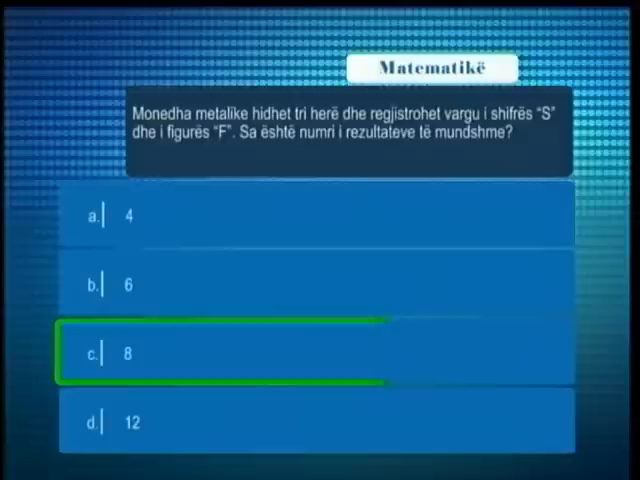 Matematikë
Monedha metalike hidhet tri herë dhe regjistrohet vargu i shifrës “S”
dhe i figurës “F”. Sa është numri i rezultateve të mundshme?
a. 4
b. 6
c. 8
d. 12